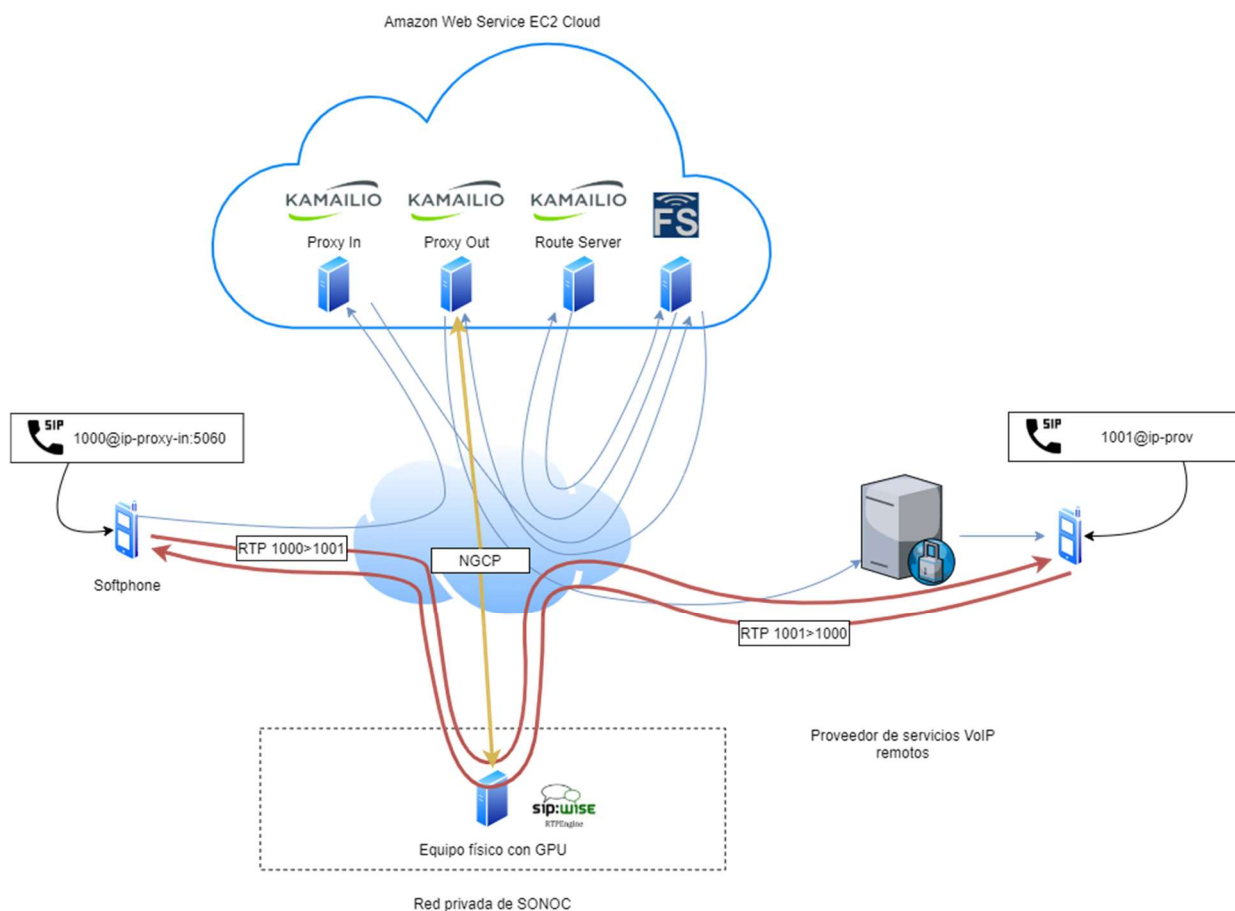 Amazon Web Service EC2 Cloud
KAMAILIO
KAMAILIO
KAMAILIO
FS
Proxy In
Proxy Out
Route Server
SIP
1000@ip-proxy-in:5060
SIP
1001@ip-prov
RTP 1000>1001
NGCP
Softphone
RTP 1001>1000
Proveedor de servicios VoIP
remotos
sip:wise
RTPEngine
Equipo físico con GPU
Red privada de SONOC